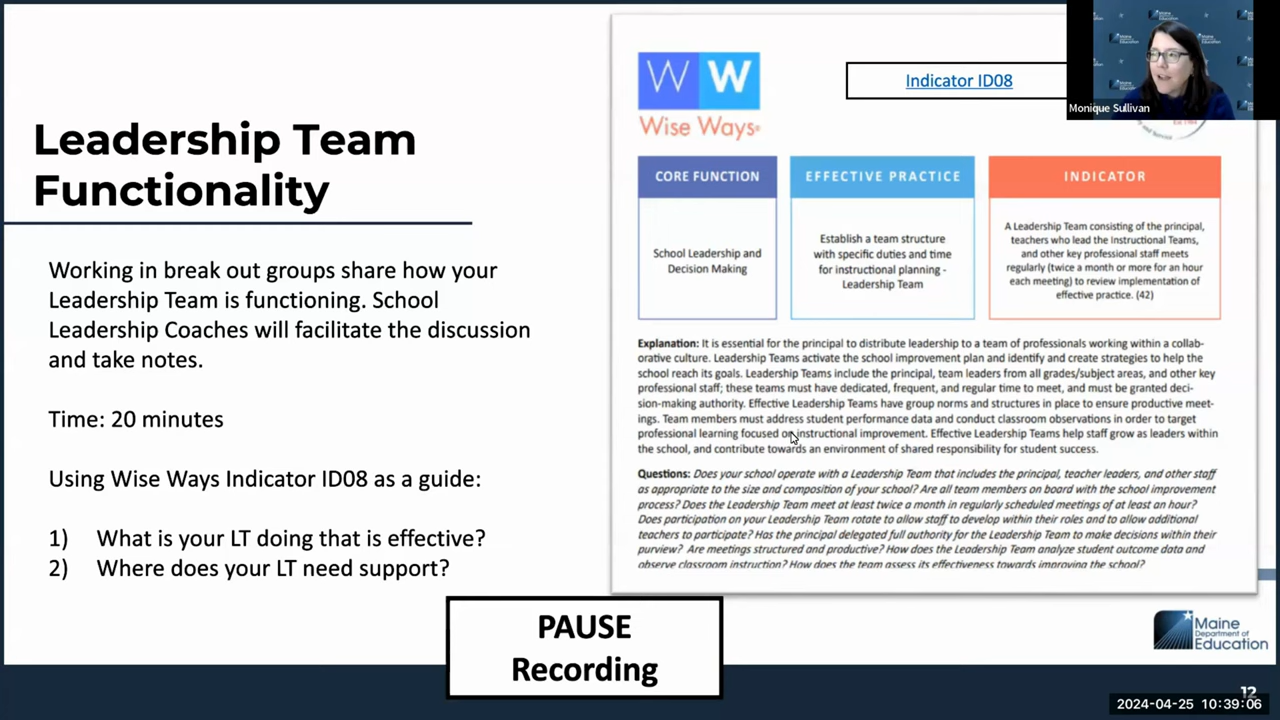 Leadership Team
Functionality
Working in break out groups share how your
Leadership Team is functioning. School
Leadership Coaches will facilitate the discussion
and take notes.
Time: 20 minutes
Using Wise Ways Indicator ID08 as a guide:
1) What is your LT doing that is effective?
2) Where does your LT need support?
W W
Wise Ways®
Indicator ID08
Maine
Department of
Education
Monique Sullivan
CORE FUNCTION
School Leadership and
Decision Making
EFFECTIVE PRACTICE
Establish a team structure
with specific duties and time
for instructional planning -
Leadership Team
INDICATOR
A Leadership Team consisting of the principal,
teachers who lead the Instructional Teams,
and other key professional staff meets
regularly (twice a month or more for an hour
each meeting) to review implementation of
effective practice. (42)
Explanation: It is essential for the principal to distribute leadership to a team of professionals working within a collab-
orative culture. Leadership Teams activate the school improvement plan and identify and create strategies to help the
school reach its goals. Leadership Teams include the principal, team leaders from all grades/subject areas, and other key
professional staff; these teams must have dedicated, frequent, and regular time to meet, and must be granted deci-
sion-making authority. Effective Leadership Teams have group norms and structures in place to ensure productive meet-
ings. Team members must address student performance data and conduct classroom observations in order to target
professional learning focused on instructional improvement. Effective Leadership Teams help staff grow as leaders within
the school, and contribute towards an environment of shared responsibility for student success.
Questions: Does your school operate with a Leadership Team that includes the principal, teacher leaders, and other staff
as appropriate to the size and composition of your school? Are all team members on board with the school improvement
process? Does the Leadership Team meet at least twice a month in regularly scheduled meetings of at least an hour?
Does participation on your Leadership Team rotate to allow staff to develop within their roles and to allow additional
teachers to participate? Has the principal delegated full authority for the Leadership Team to make decisions within their
purview? Are meetings structured and productive? How does the Leadership Team analyze student outcome data and
observe classroom instruction? How does the team assess its effectiveness towards improving the school?
PAUSE
Recording
Maine
Department of
Education
12
2024-04-25 10:39:06